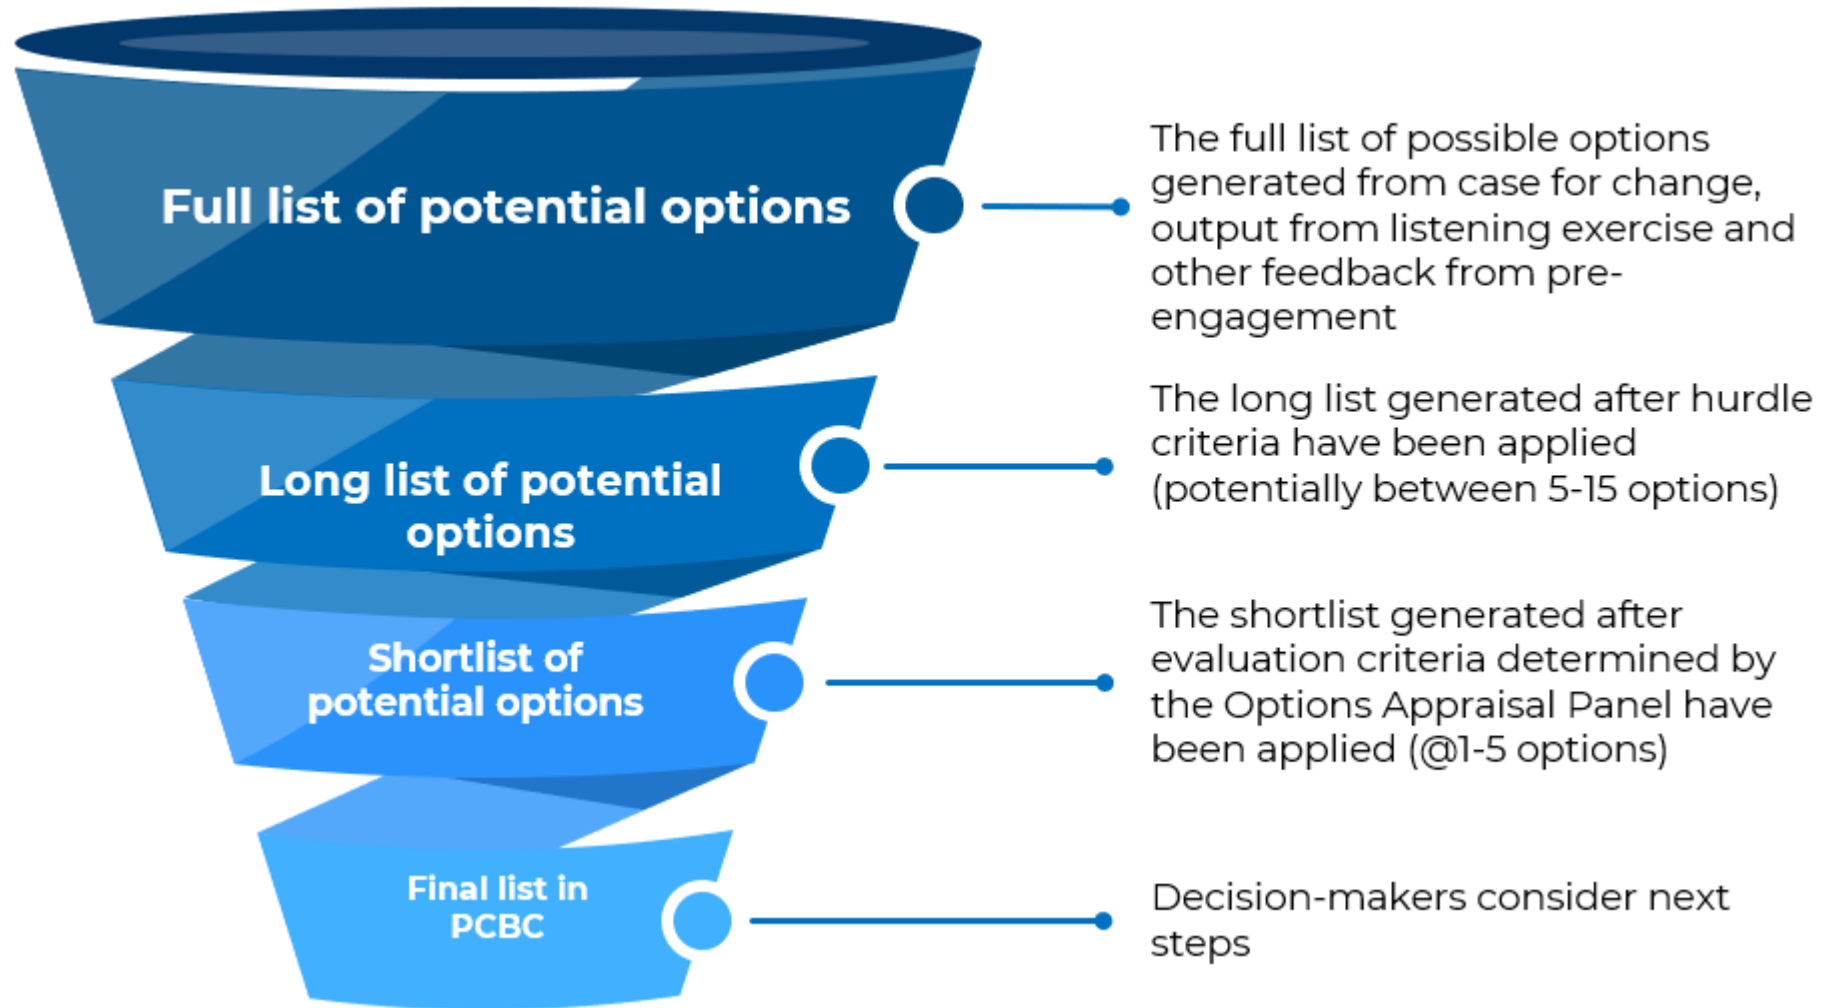 Full list of potential options
The full list of possible options
generated from case for change,
output from listening exercise and
other feedback from pre-
engagement
Long list of potential
options
The long list generated after hurdle
criteria have been applied
(potentially between 5-15 options)
Shortlist of
potential options
The shortlist generated after
evaluation criteria determined by
the Options Appraisal Panel have
been applied (@1-5 options)
Final list in
PCBC
Decision-makers consider next
steps